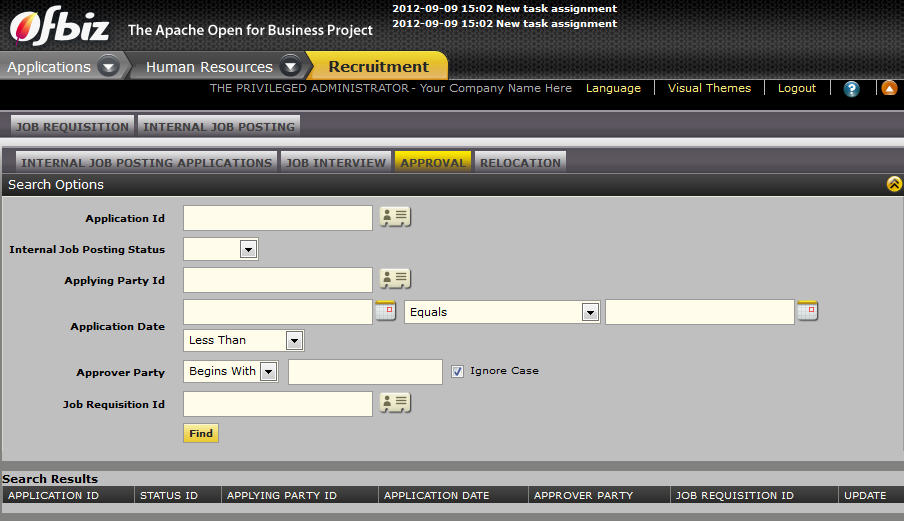 Ofbiz The Apache Open for Business Project
2012-09-09 15:02 New task assignment
2012-09-09 15:02 New task assignment
Applications Human Resources Recruitment
THE PRIVILEGED ADMINISTRATOR - Your Company Name Here Language Visual Themes Logout ?
JOB REQUISITION INTERNAL JOB POSTING
INTERNAL JOB POSTING APPLICATIONS JOB INTERVIEW APPROVAL RELOCATION
Search Options
Application Id
Internal Job Posting Status
Applying Party Id
Application Date Equals
Less Than
Approver Party Begins With Ignore Case
Job Requisition Id
Find
Search Results
APPLICATION ID STATUS ID APPLYING PARTY ID APPLICATION DATE APPROVER PARTY JOB REQUISITION ID UPDATE